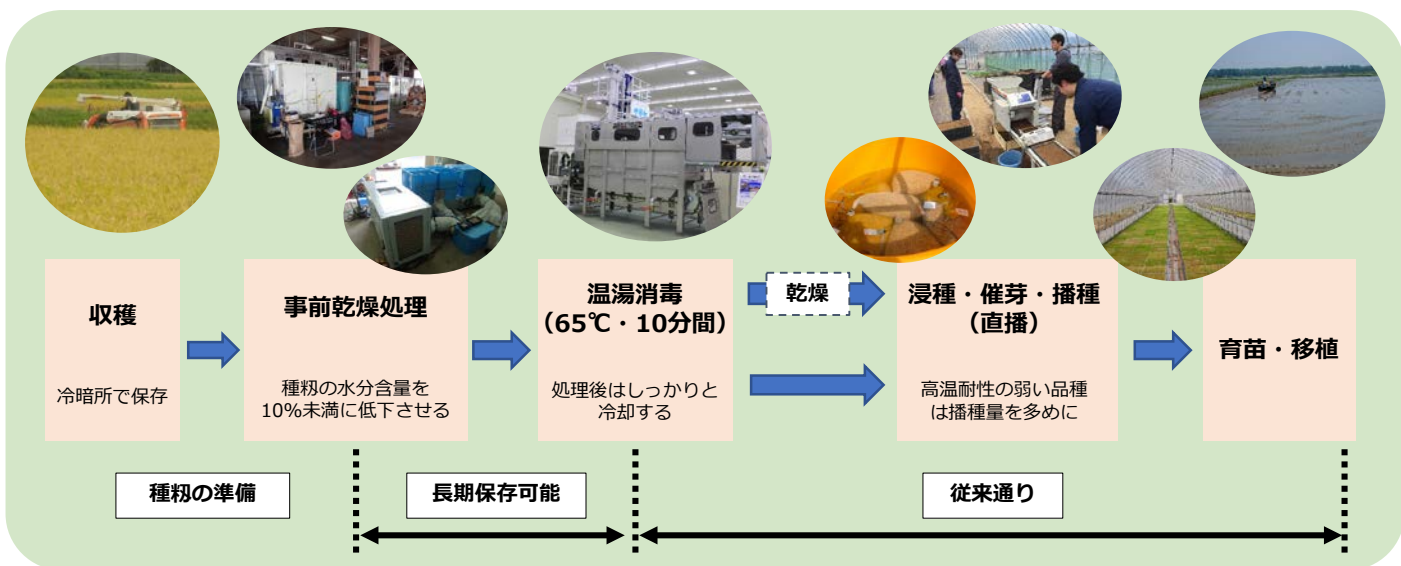 収穫
冷暗所で保存
事前乾燥処理
種籾の水分含量を
10%未満に低下させる
温湯消毒
（65℃・10分間）
処理後はしっかりと
冷却する
乾燥
浸種・催芽・播種
（直播）
高温耐性の弱い品種
は播種量を多めに
育苗・移植
種籾の準備
長期保存可能
従来通り